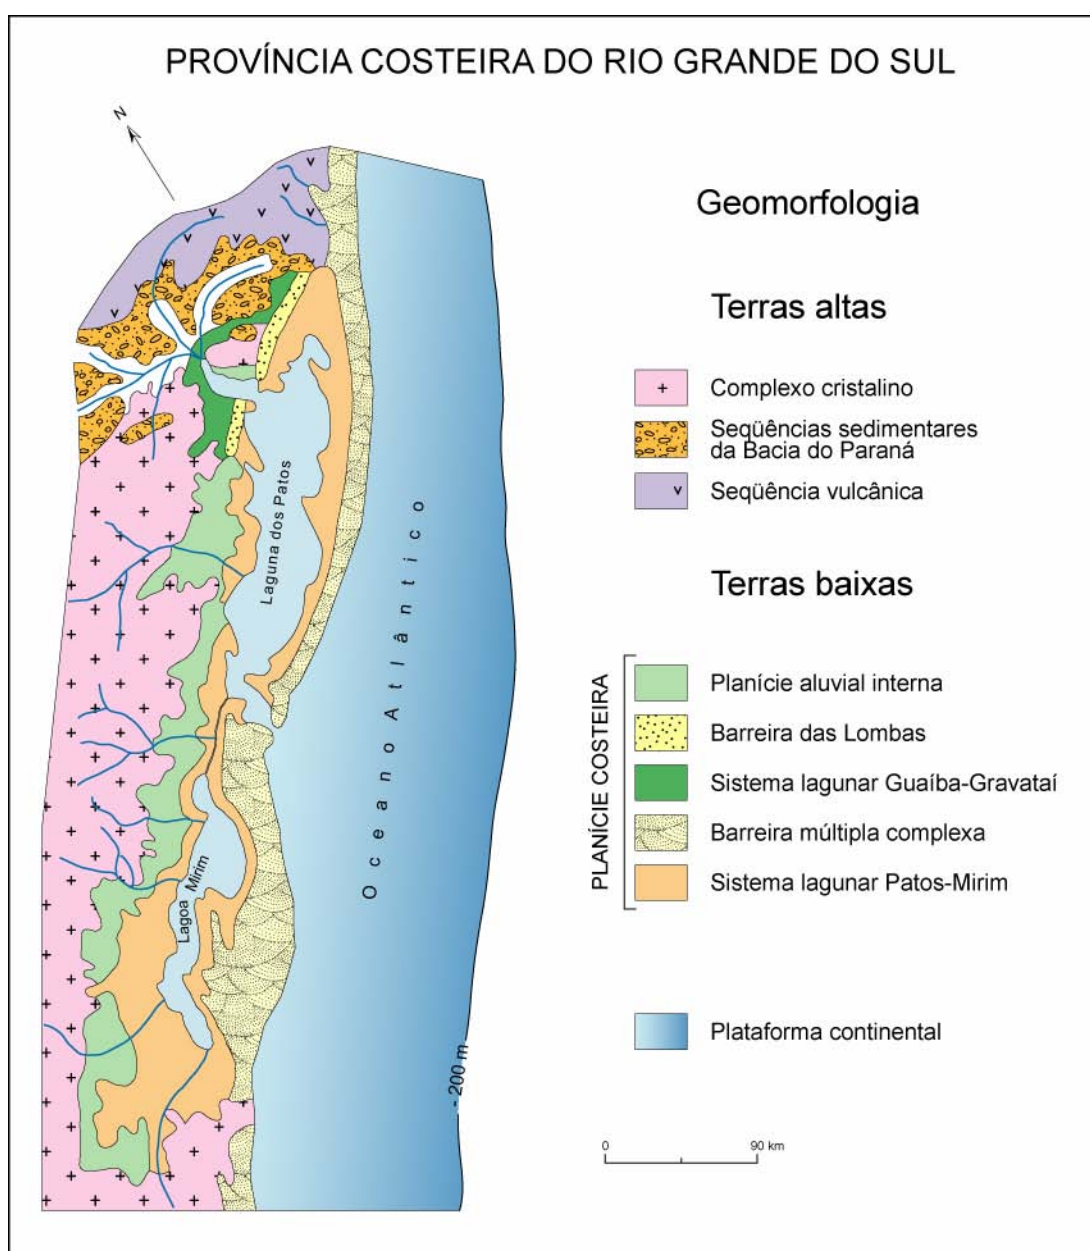 PROVÍNCIA COSTEIRA DO RIO GRANDE DO SUL
N
Geomorfologia
Terras altas
Complexo cristalino
Seqüências sedimentares
da Bacia do Paraná
Seqüência vulcânica
Terras baixas
PLANÍCIE COSTEIRA
Planície aluvial interna
Barreira das Lombas
Sistema lagunar Guaíba-Gravataí
Barreira múltipla complexa
Sistema lagunar Patos-Mirim
Plataforma continental
0 90 km
Laguna dos Patos
Oceano Atlântico
Lagoa Mirim
- 200 m